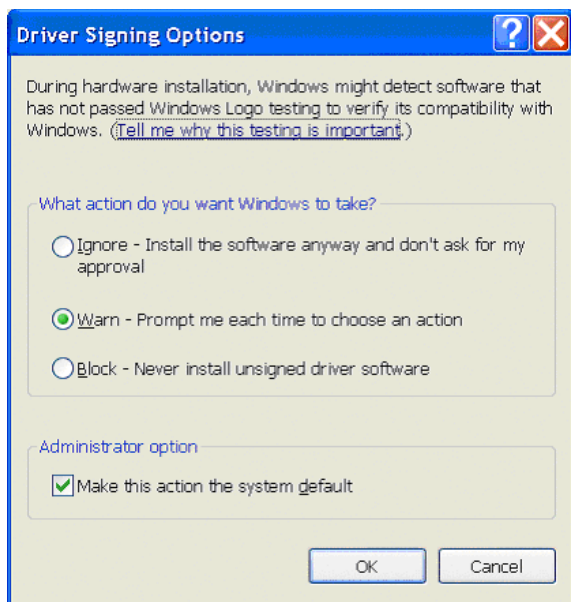 Driver Signing Options
During hardware installation, Windows might detect software that
has not passed Windows Logo testing to verify its compatibility with
Windows. (Tell me why this testing is important.)
What action do you want Windows to take?
Ignore - Install the software anyway and don't ask for my
approval
Warn - Prompt me each time to choose an action
Block - Never install unsigned driver software
Administrator option
Make this action the system default
OK Cancel